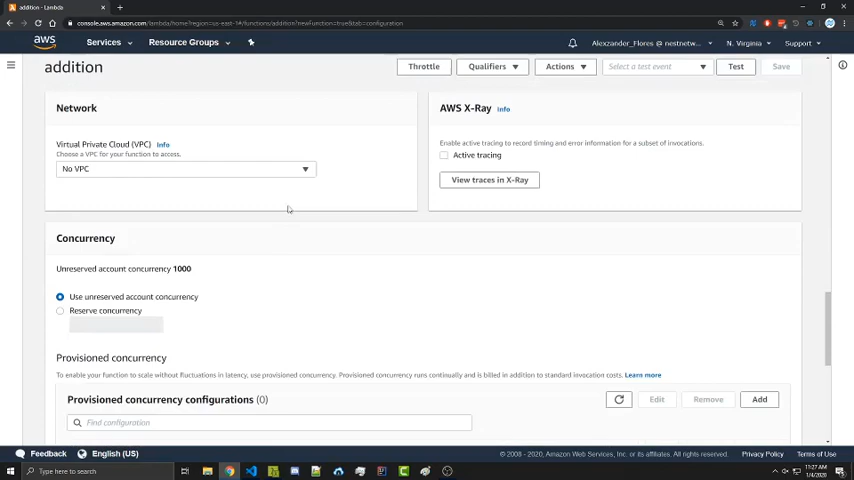 addition - Lambda
console.aws.amazon.com/lambda/home?region=us-east-1#/functions/addition?newFunction=true&tab=configuration
aws
Services
Resource Groups
Alexzander_Flores @ nestnetw...
N. Virginia
Support
addition
Throttle
Qualifiers
Actions
Select a test event
Test
Save
Network
Virtual Private Cloud (VPC) Info
Choose a VPC for your function to access.
No VPC
AWS X-Ray Info
Enable active tracing to record timing and error information for a subset of invocations.
Active tracing
View traces in X-Ray
Concurrency
Unreserved account concurrency 1000
Use unreserved account concurrency
Reserve concurrency
Provisioned concurrency
To enable your function to scale without fluctuations in latency, use provisioned concurrency. Provisioned concurrency runs continually and is billed in addition to standard invocation costs. Learn more
Provisioned concurrency configurations (0)
Edit
Remove
Add
Find configuration
Feedback
English (US)
© 2008 - 2020, Amazon Web Services, Inc. or its affiliates. All rights reserved.
Privacy Policy
Terms of Use
Type here to search
11:27 AM
1/4/2020